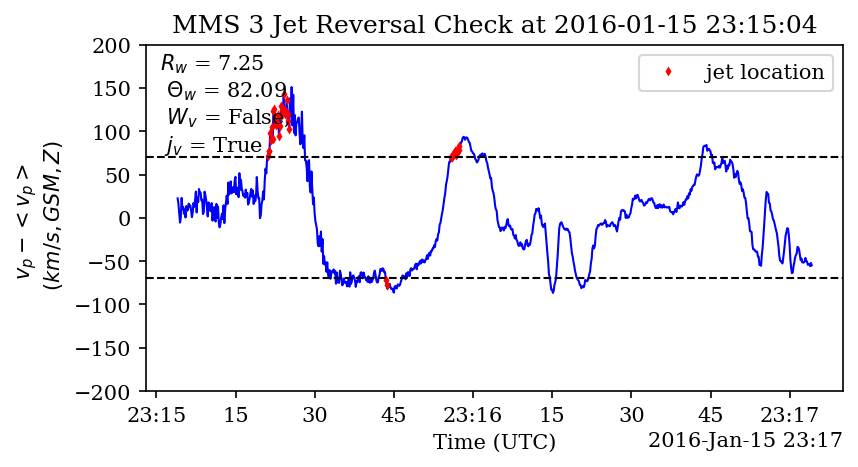 MMS 3 Jet Reversal Check at 2016-01-15 23:15:04
R_w = 7.25
Θ_w = 82.09
W_v = False,
j_v = True
jet location
200
150
100
50
0
−50
−100
−150
−200
v_p − < v_p >
(km/s, GSM, Z)
23:15 15 30 45 23:16 15 30 45 23:17
Time (UTC)
2016-Jan-15 23:17